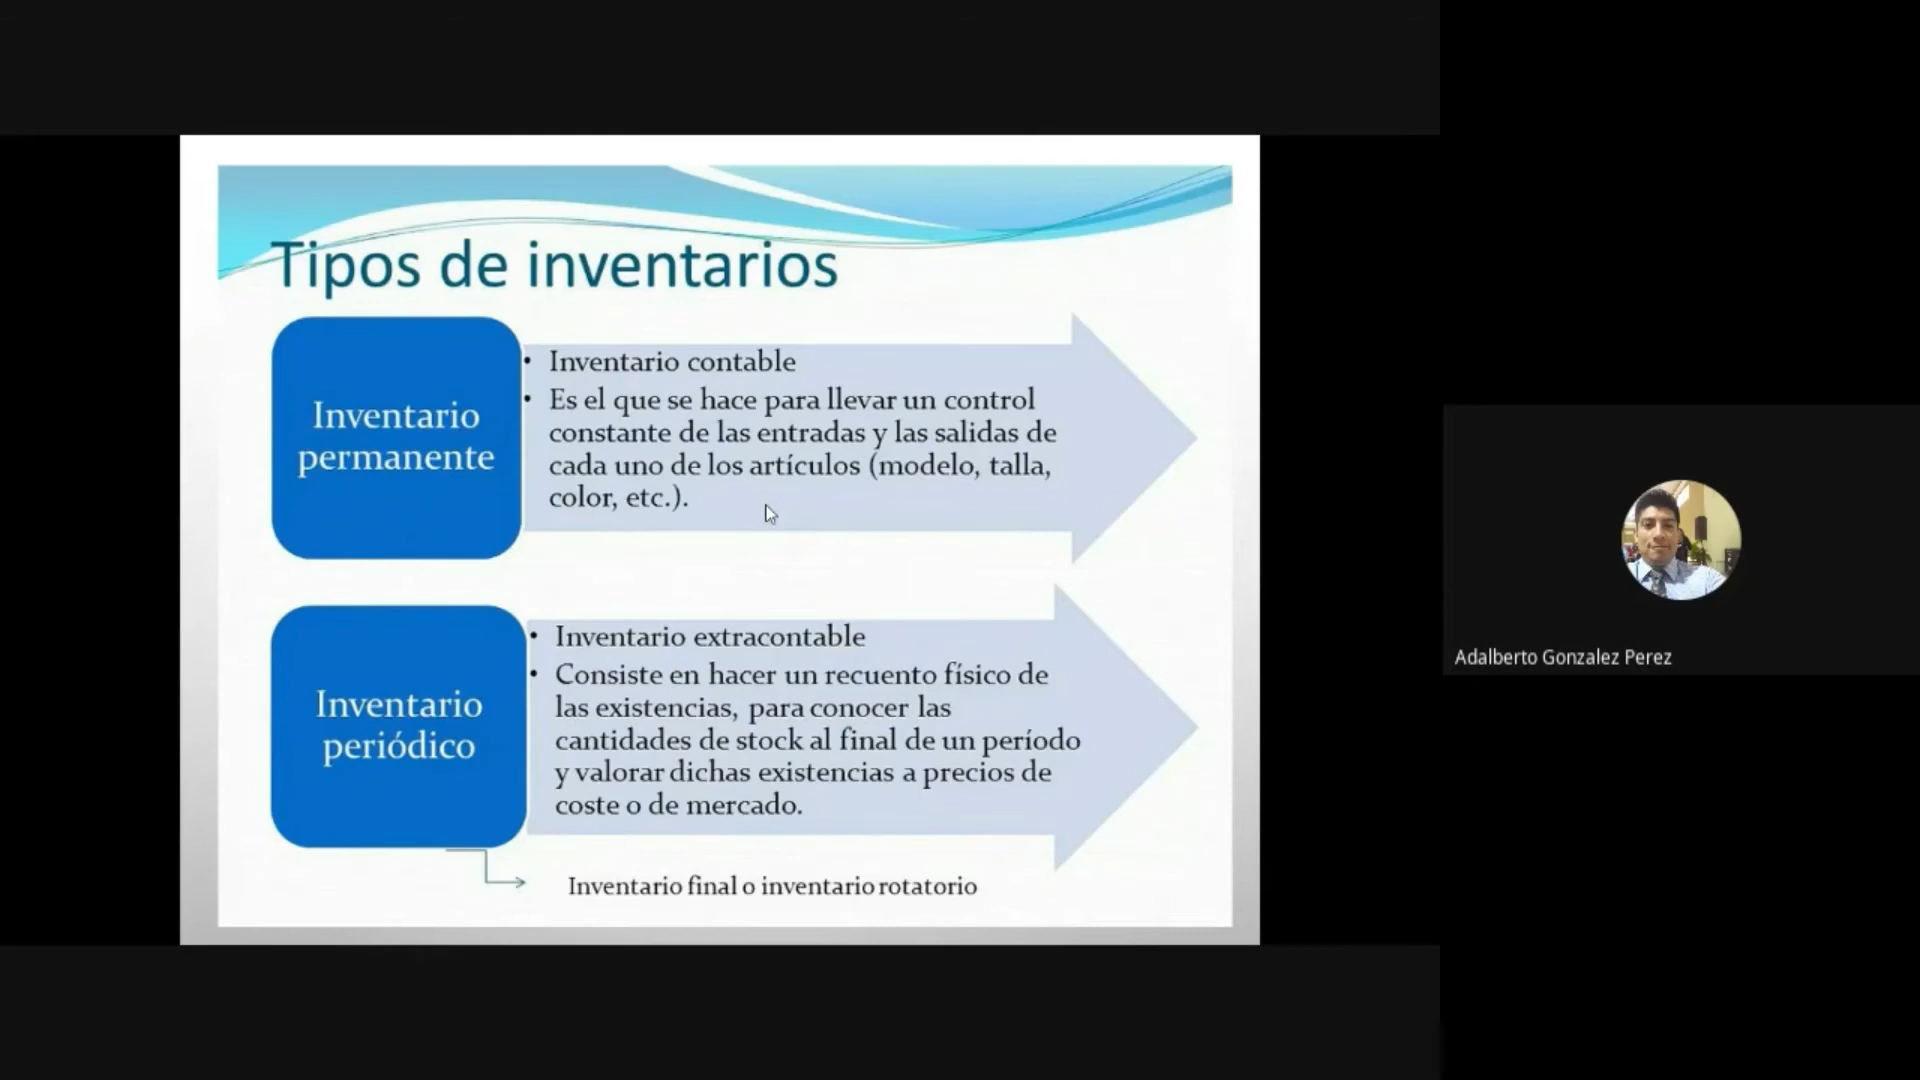 Tipos de inventarios
Inventario
permanente
• Inventario contable
• Es el que se hace para llevar un control
constante de las entradas y las salidas de
cada uno de los artículos (modelo, talla,
color, etc.).
Inventario
periódico
• Inventario extracontable
• Consiste en hacer un recuento físico de
las existencias, para conocer las
cantidades de stock al final de un período
y valorar dichas existencias a precios de
coste o de mercado.
Inventario final o inventario rotatorio
Adalberto Gonzalez Perez